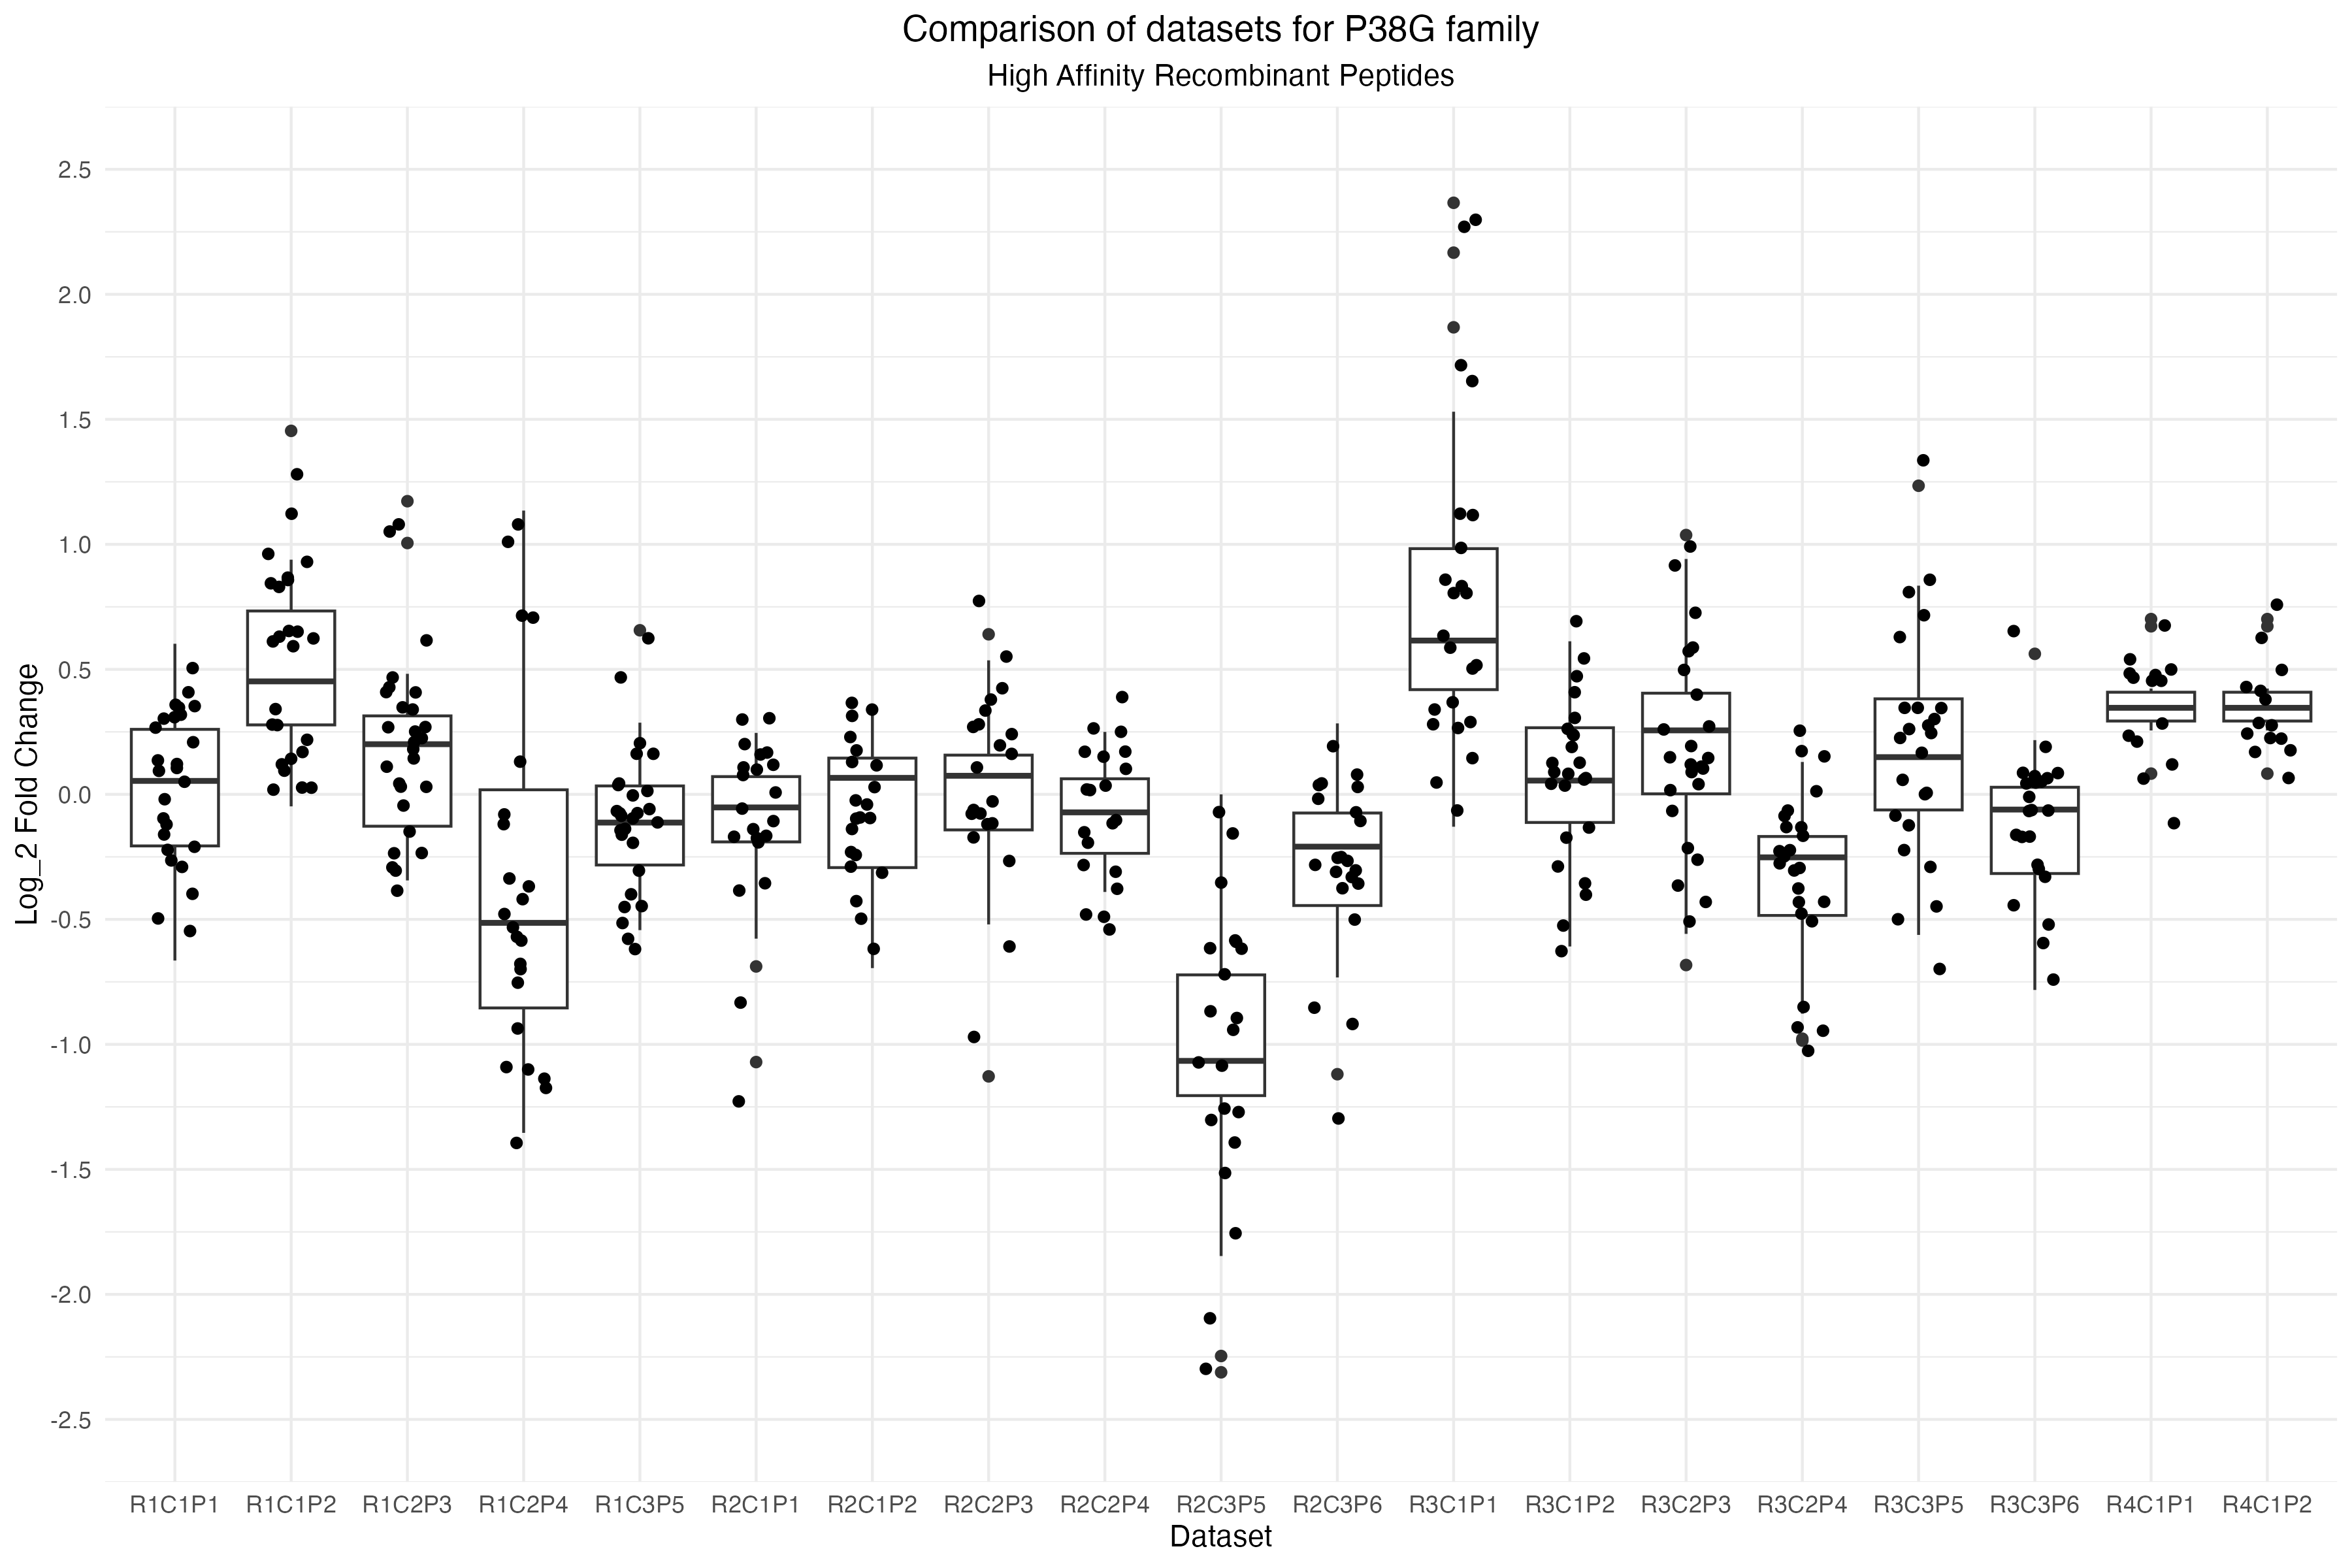 Comparison of datasets for P38G family
High Affinity Recombinant Peptides
Log_2 Fold Change
2.5
2.0
1.5
1.0
0.5
0.0
-0.5
-1.0
-1.5
-2.0
-2.5
R1C1P1 R1C1P2 R1C2P3 R1C2P4 R1C3P5 R2C1P1 R2C1P2 R2C2P3 R2C2P4 R2C3P5 R2C3P6 R3C1P1 R3C1P2 R3C2P3 R3C2P4 R3C3P5 R3C3P6 R4C1P1 R4C1P2
Dataset